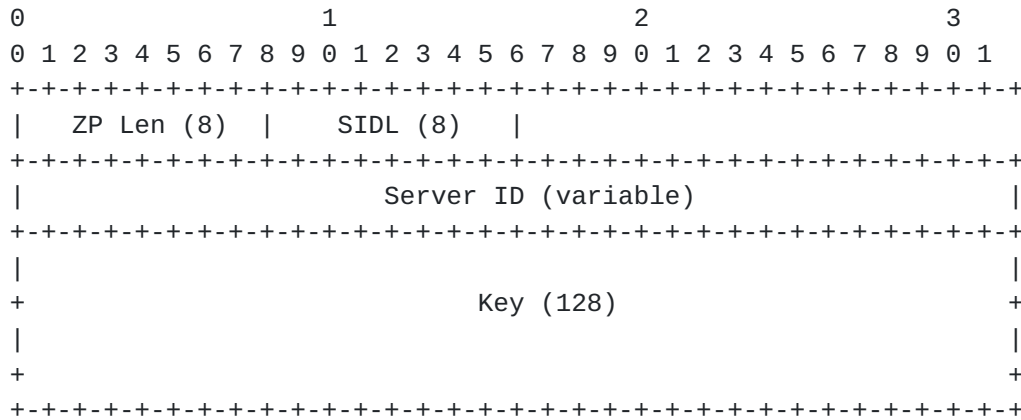 0                   1                   2                   3
0 1 2 3 4 5 6 7 8 9 0 1 2 3 4 5 6 7 8 9 0 1 2 3 4 5 6 7 8 9 0 1
+-+-+-+-+-+-+-+-+-+-+-+-+-+-+-+-+-+-+-+-+-+-+-+-+-+-+-+-+-+-+-+-+
|   ZP Len (8)  |    SIDL (8)   |
+-+-+-+-+-+-+-+-+-+-+-+-+-+-+-+-+-+-+-+-+-+-+-+-+-+-+-+-+-+-+-+-+
|                       Server ID (variable)                    |
+-+-+-+-+-+-+-+-+-+-+-+-+-+-+-+-+-+-+-+-+-+-+-+-+-+-+-+-+-+-+-+-+
|                                                               |
+                             Key (128)                         +
|                                                               |
+                                                               +
+-+-+-+-+-+-+-+-+-+-+-+-+-+-+-+-+-+-+-+-+-+-+-+-+-+-+-+-+-+-+-+-+